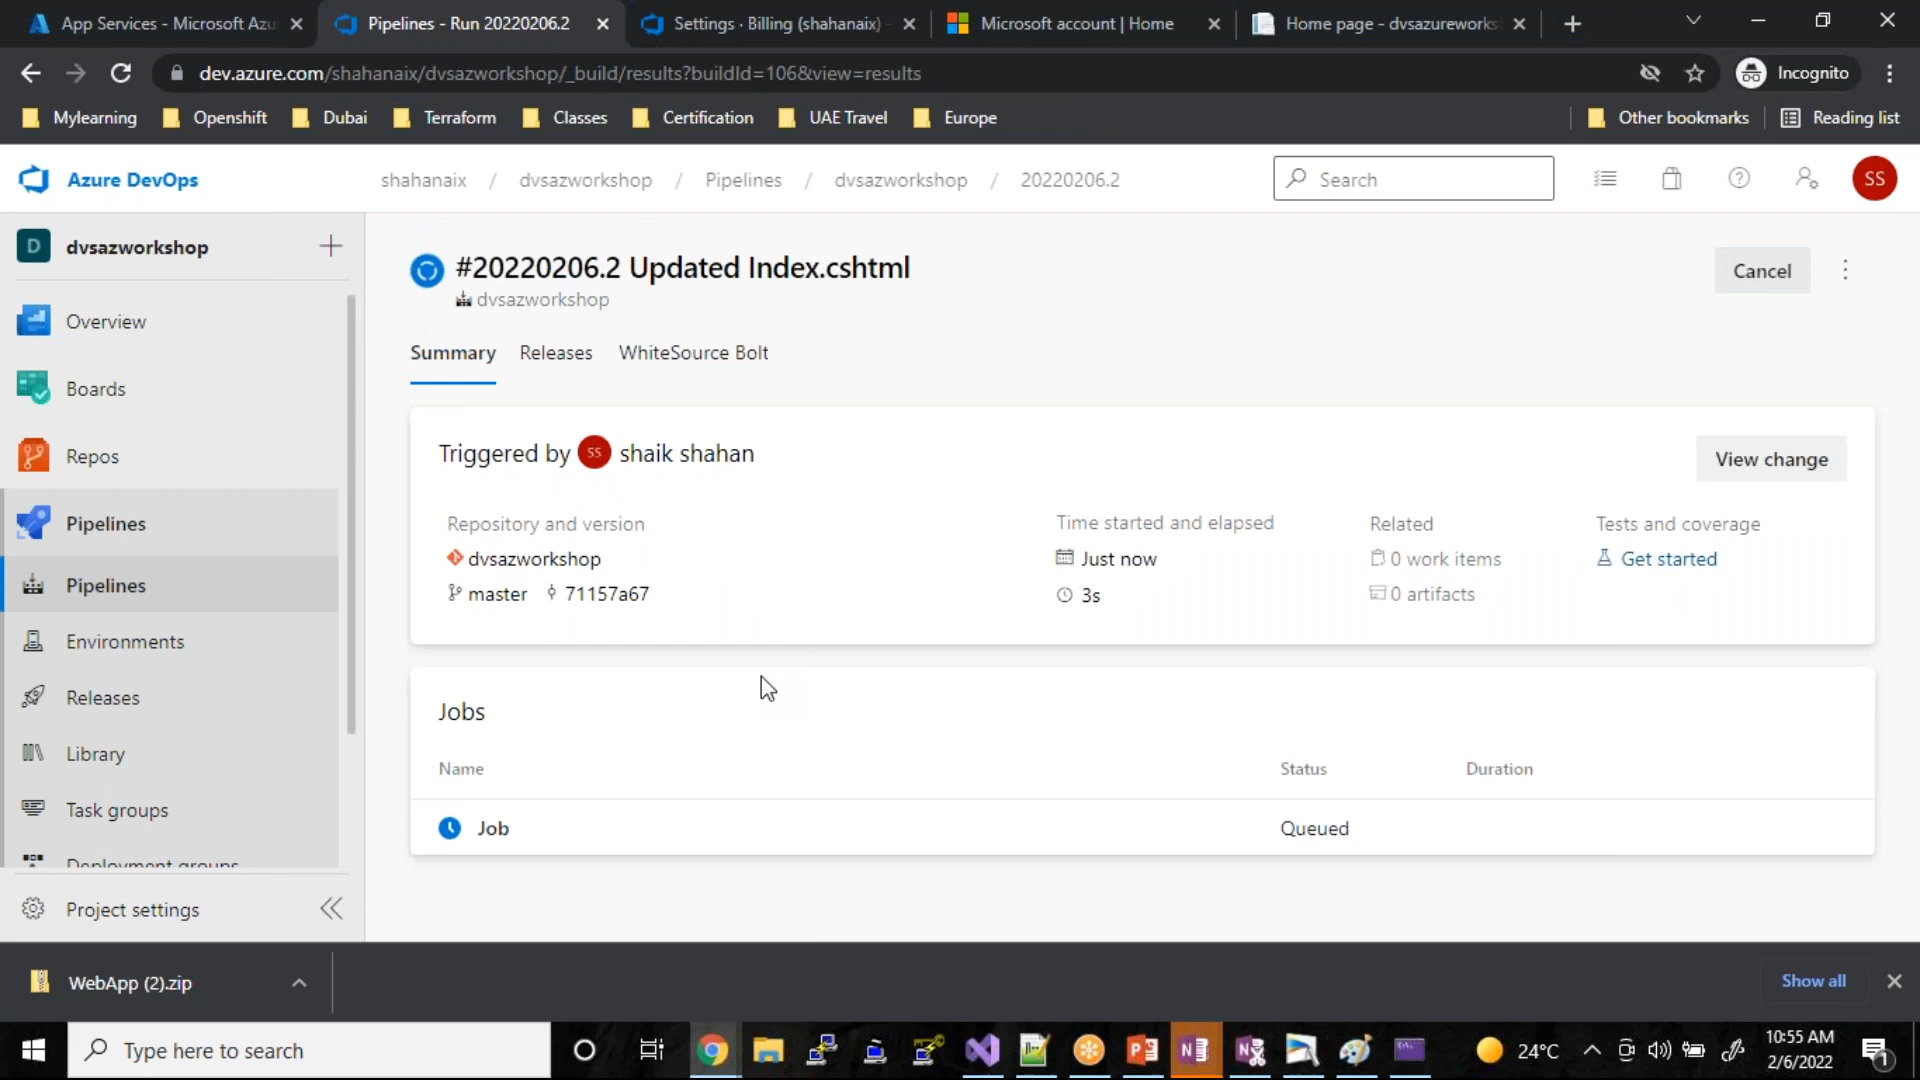 App Services - Microsoft Azu
Pipelines - Run 20220206.2
Settings · Billing (shahanaix) -
Microsoft account | Home
Home page - dvsazureworks
dev.azure.com/shahanaix/dvsazworkshop/_build/results?buildId=106&view=results
Incognito
Mylearning
Openshift
Dubai
Terraform
Classes
Certification
UAE Travel
Europe
Other bookmarks
Reading list
Azure DevOps
shahanaix / dvsazworkshop / Pipelines / dvsazworkshop / 20220206.2
Search
SS
D
dvsazworkshop
Overview
Boards
Repos
Pipelines
Pipelines
Environments
Releases
Library
Task groups
Deployment groups
Project settings
#20220206.2 Updated Index.cshtml
dvsazworkshop
Cancel
Summary
Releases
WhiteSource Bolt
Triggered by SS shaik shahan
View change
Repository and version
dvsazworkshop
master 71157a67
Time started and elapsed
Just now
3s
Related
0 work items
0 artifacts
Tests and coverage
Get started
Jobs
Name Status Duration
Job Queued
WebApp (2).zip
Show all
Type here to search
24°C
10:55 AM
2/6/2022
1